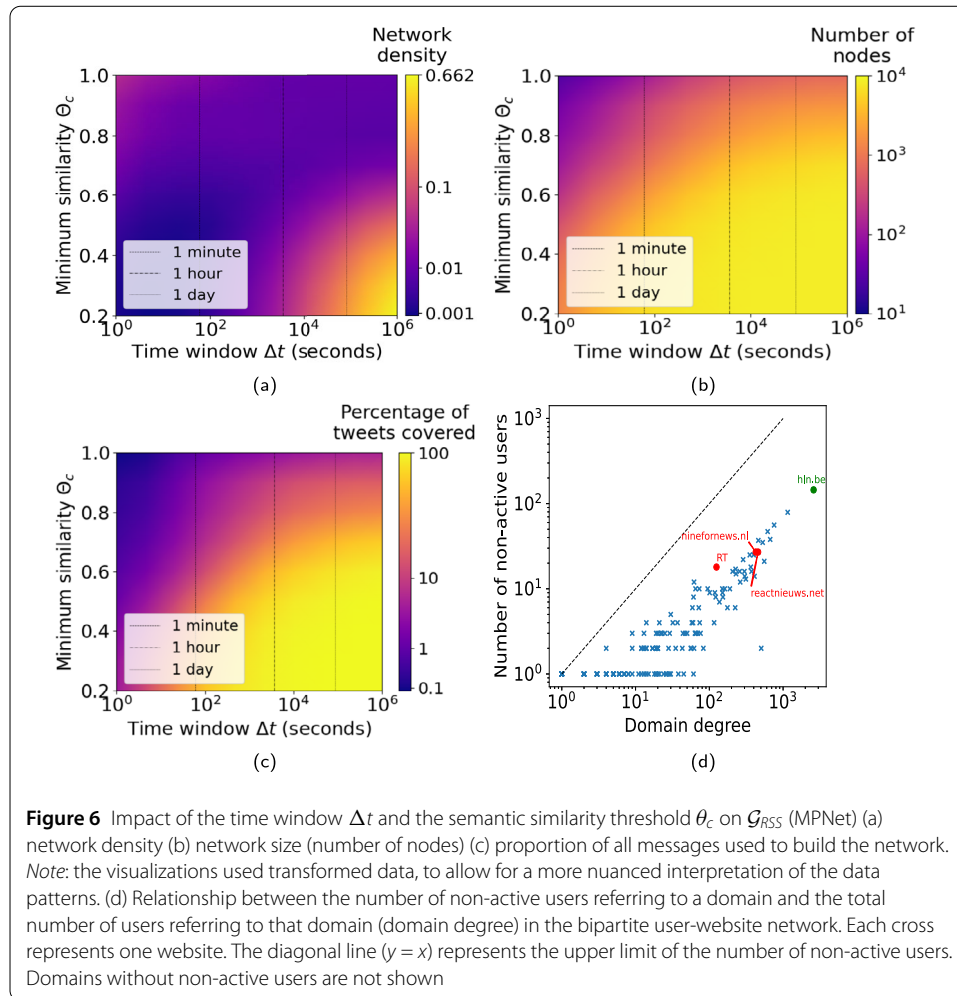 Network
density
1.0
0.8
0.6
0.4
0.2
Minimum similarity Θc
1 minute
1 hour
1 day
10^0
10^2
10^4
10^6
Time window Δt (seconds)
0.662
0.1
0.01
0.001
(a)
Number of
nodes
1.0
0.8
0.6
0.4
0.2
Minimum similarity Θc
1 minute
1 hour
1 day
10^0
10^2
10^4
10^6
Time window Δt (seconds)
10^4
10^3
10^2
10^1
(b)
Percentage of
tweets covered
1.0
0.8
0.6
0.4
0.2
Minimum similarity Θc
1 minute
1 hour
1 day
10^0
10^2
10^4
10^6
Time window Δt (seconds)
100
10
1
0.1
(c)
10^3
10^2
10^1
10^0
Number of non-active users
hln.be
ninefornews.nl
RT
reactnieuws.net
10^0
10^1
10^2
10^3
Domain degree
(d)
Figure 6 Impact of the time window Δt and the semantic similarity threshold θc on GRSS (MPNet) (a)
network density (b) network size (number of nodes) (c) proportion of all messages used to build the network.
Note: the visualizations used transformed data, to allow for a more nuanced interpretation of the data
patterns. (d) Relationship between the number of non-active users referring to a domain and the total
number of users referring to that domain (domain degree) in the bipartite user-website network. Each cross
represents one website. The diagonal line (y = x) represents the upper limit of the number of non-active users.
Domains without non-active users are not shown